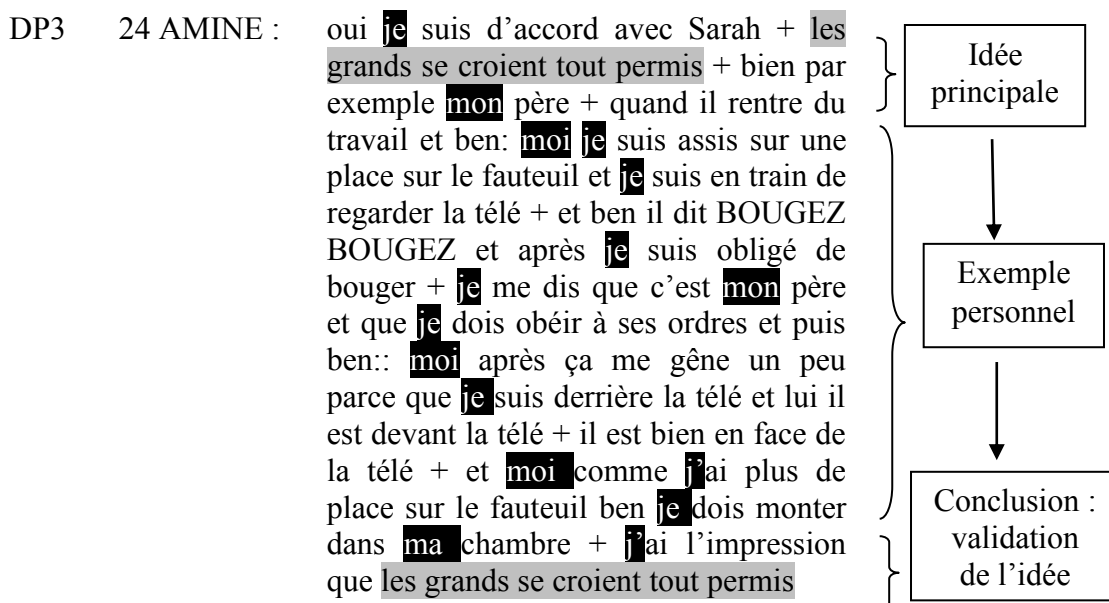 DP3 24 AMINE : oui je suis d'accord avec Sarah + les
grands se croient tout permis + bien par
exemple mon père + quand il rentre du
travail et ben: moi je suis assis sur une
place sur le fauteuil et je suis en train de
regarder la télé + et ben il dit BOUGEZ
BOUGEZ et après je suis obligé de
bouger + je me dis que c'est mon père
et que je dois obéir à ses ordres et puis
ben:: moi après ça me gêne un peu
parce que je suis derrière la télé et lui il
est devant la télé + il est bien en face de
la télé + et moi comme j'ai plus de
place sur le fauteuil ben je dois monter
dans ma chambre + j'ai l'impression
que les grands se croient tout permis
Idée
principale
Exemple
personnel
Conclusion :
validation
de l'idée